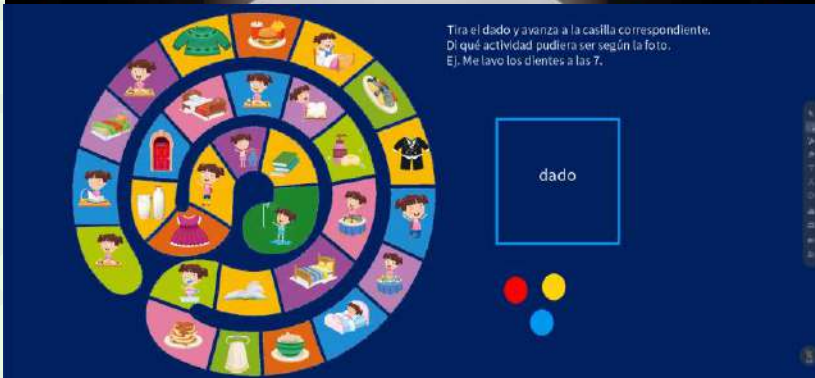 Tira el dado y avanza a la casilla correspondiente.
Di qué actividad pudiera ser según la foto.
Ej. Me lavo los dientes a las 7.
dado